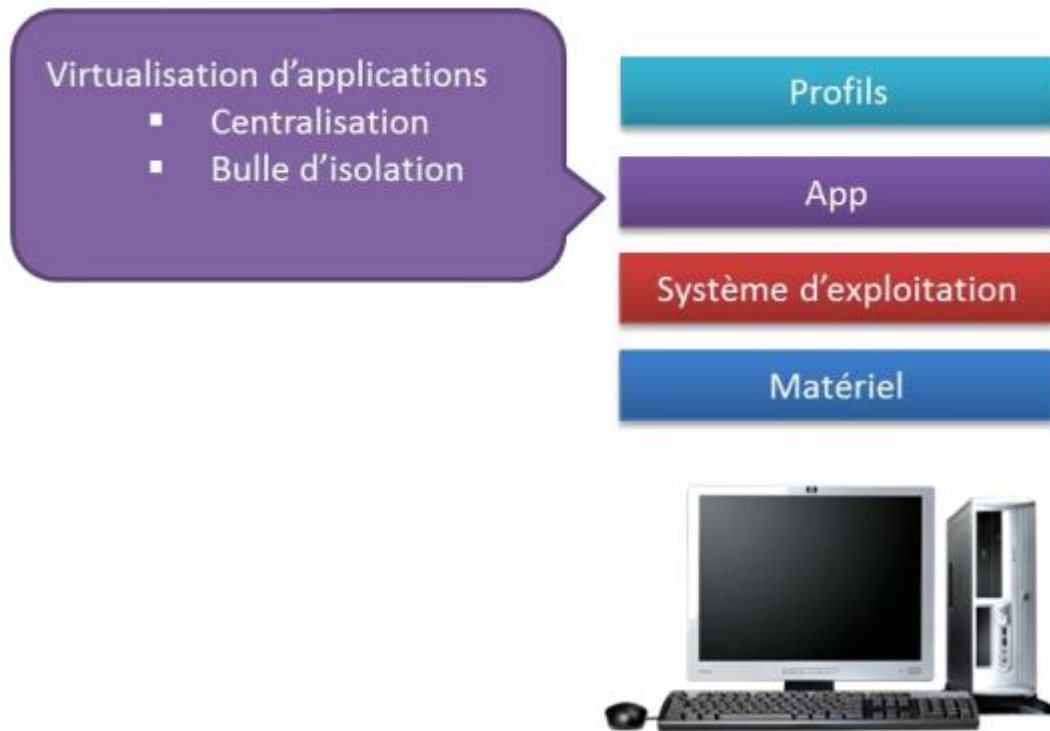 Virtualisation d’applications
▪ Centralisation
▪ Bulle d’isolation
Profils
App
Système d’exploitation
Matériel